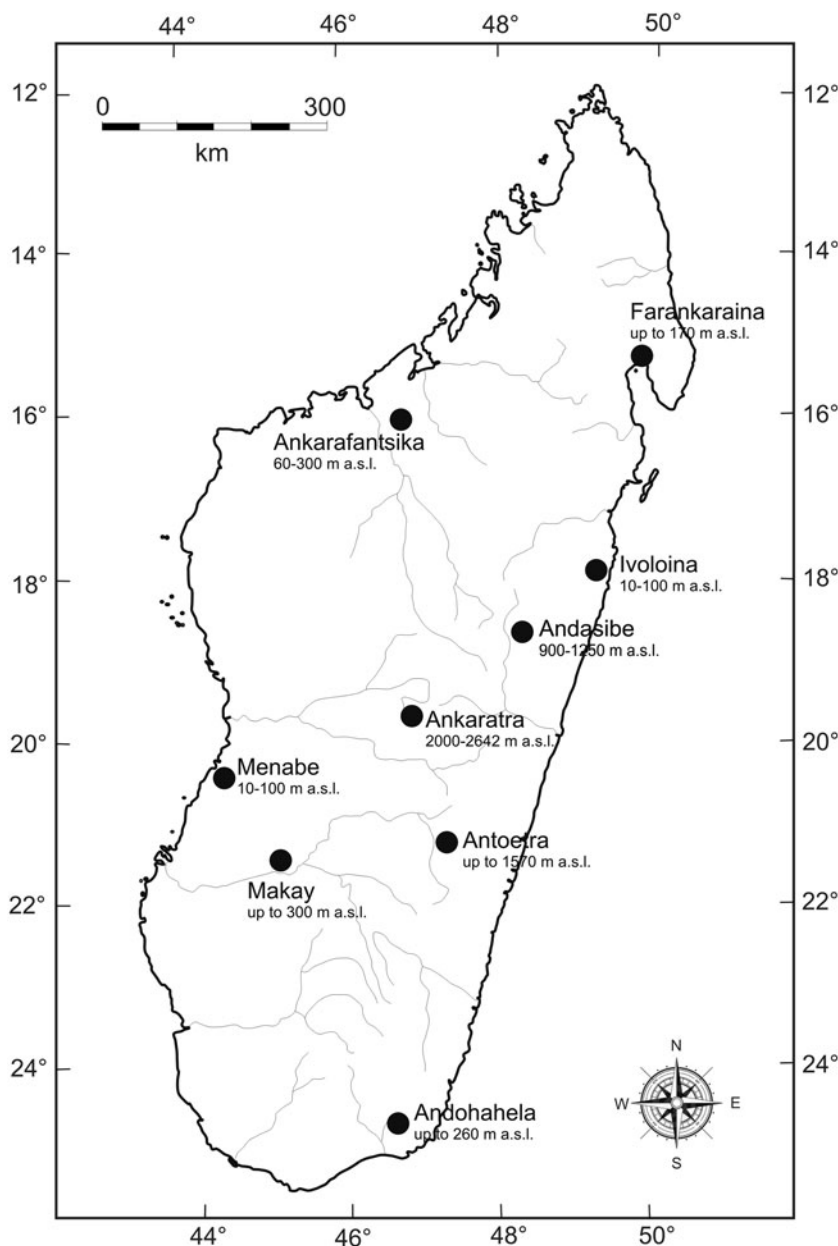 44° 46° 48° 50°
12° 12°
0 300
km
14° 14°
Farankaraina
up to 170 m a.s.l.
16° 16°
Ankarafantsika
60-300 m a.s.l.
Ivoloina
10-100 m a.s.l.
18° 18°
Andasibe
900-1250 m a.s.l.
Ankaratra
2000-2642 m a.s.l.
20° 20°
Menabe
10-100 m a.s.l.
Antoetra
up to 1570 m a.s.l.
Makay
up to 300 m a.s.l.
22° 22°
N
24° 24°
W E
Andohahela
up to 260 m a.s.l.
S
44° 46° 48° 50°